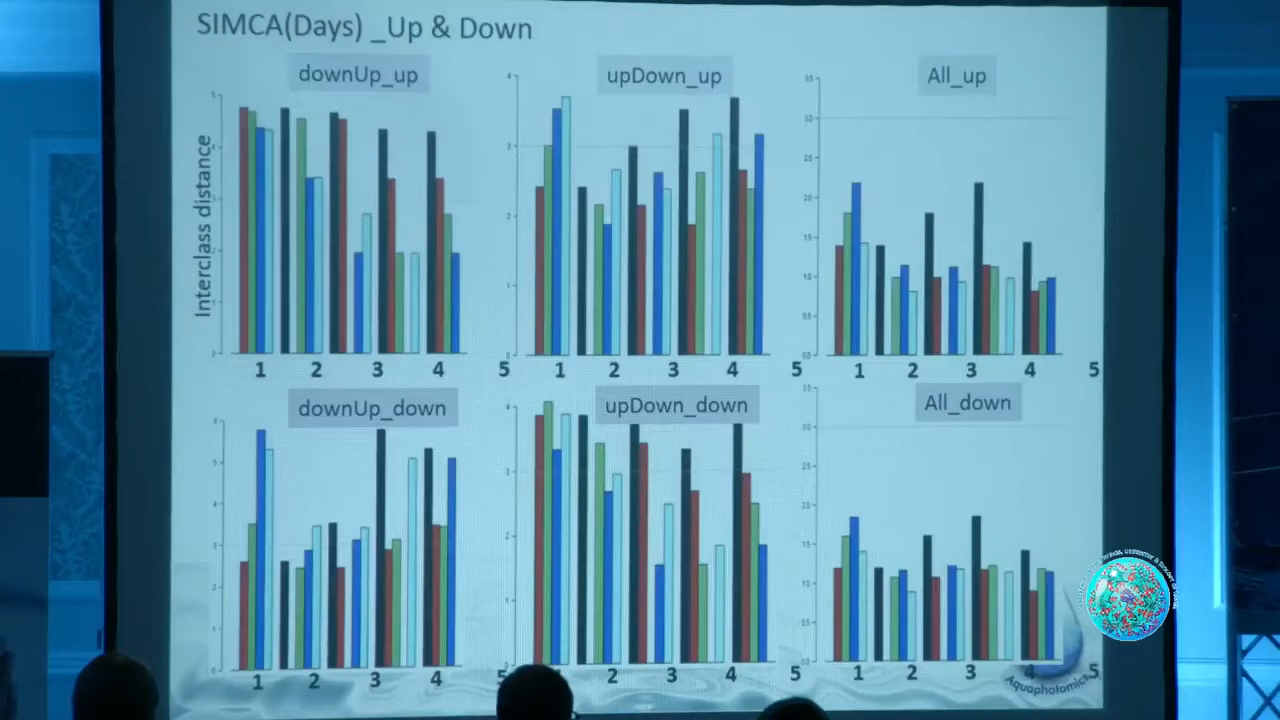 SIMCA(Days) _Up & Down
downUp_up
upDown_up
All_up
Interclass distance
1 2 3 4 5
1 2 3 4 5
1 2 3 4 5
downUp_down
upDown_down
All_down
1 2 3 4 5
2 3 4 5
1 2 3 4 5
Aquaphotomics